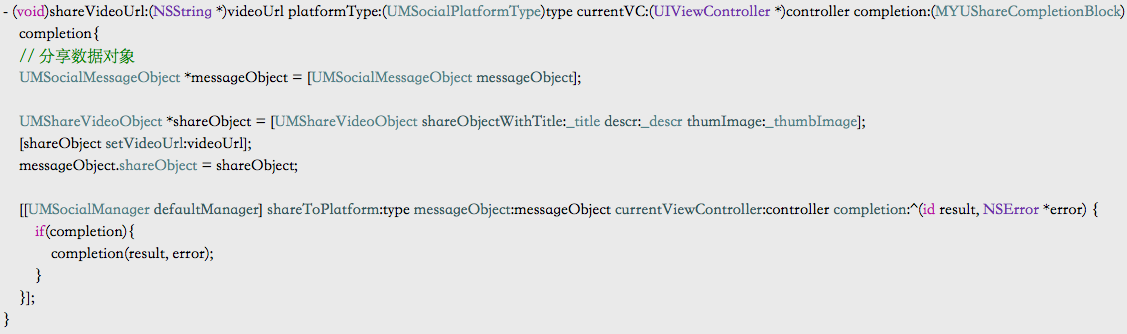 - (void)shareVideoUrl:(NSString *)videoUrl platformType:(UMSocialPlatformType)type currentVC:(UIViewController *)controller completion:(MYUShareCompletionBlock)
completion{
// 分享数据对象
UMSocialMessageObject *messageObject = [UMSocialMessageObject messageObject];
UMShareVideoObject *shareObject = [UMShareVideoObject shareObjectWithTitle:_title descr:_descr thumImage:_thumbImage];
[shareObject setVideoUrl:videoUrl];
messageObject.shareObject = shareObject;
[[UMSocialManager defaultManager] shareToPlatform:type messageObject:messageObject currentViewController:controller completion:^(id result, NSError *error) {
if(completion){
completion(result, error);
}
}];
}